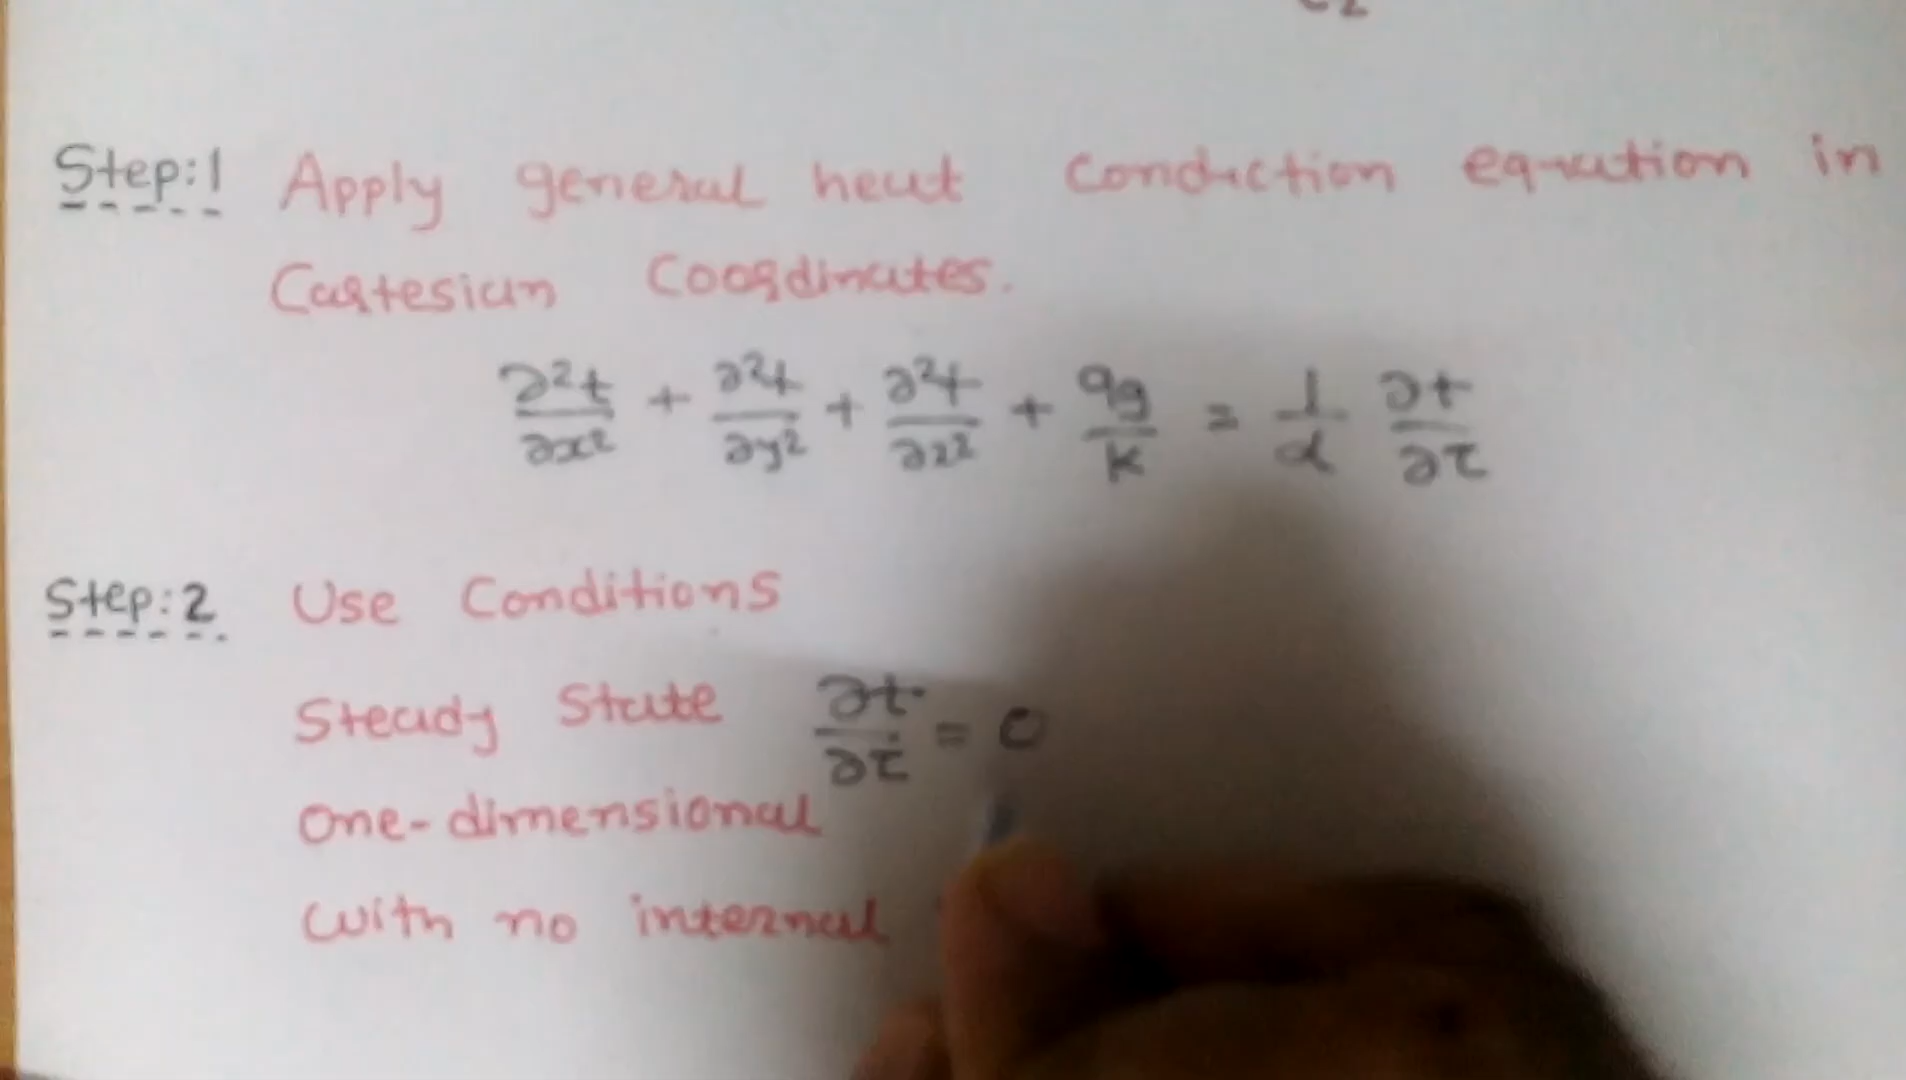 Step:1 Apply general heat conduction equation in
Cartesian Coordinates.
∂²t/∂x² + ∂²t/∂y² + ∂²t/∂z² + qg/k = 1/α ∂t/∂τ
Step:2 Use Conditions
Steady State ∂t/∂τ = 0
One-dimensional
With no internal